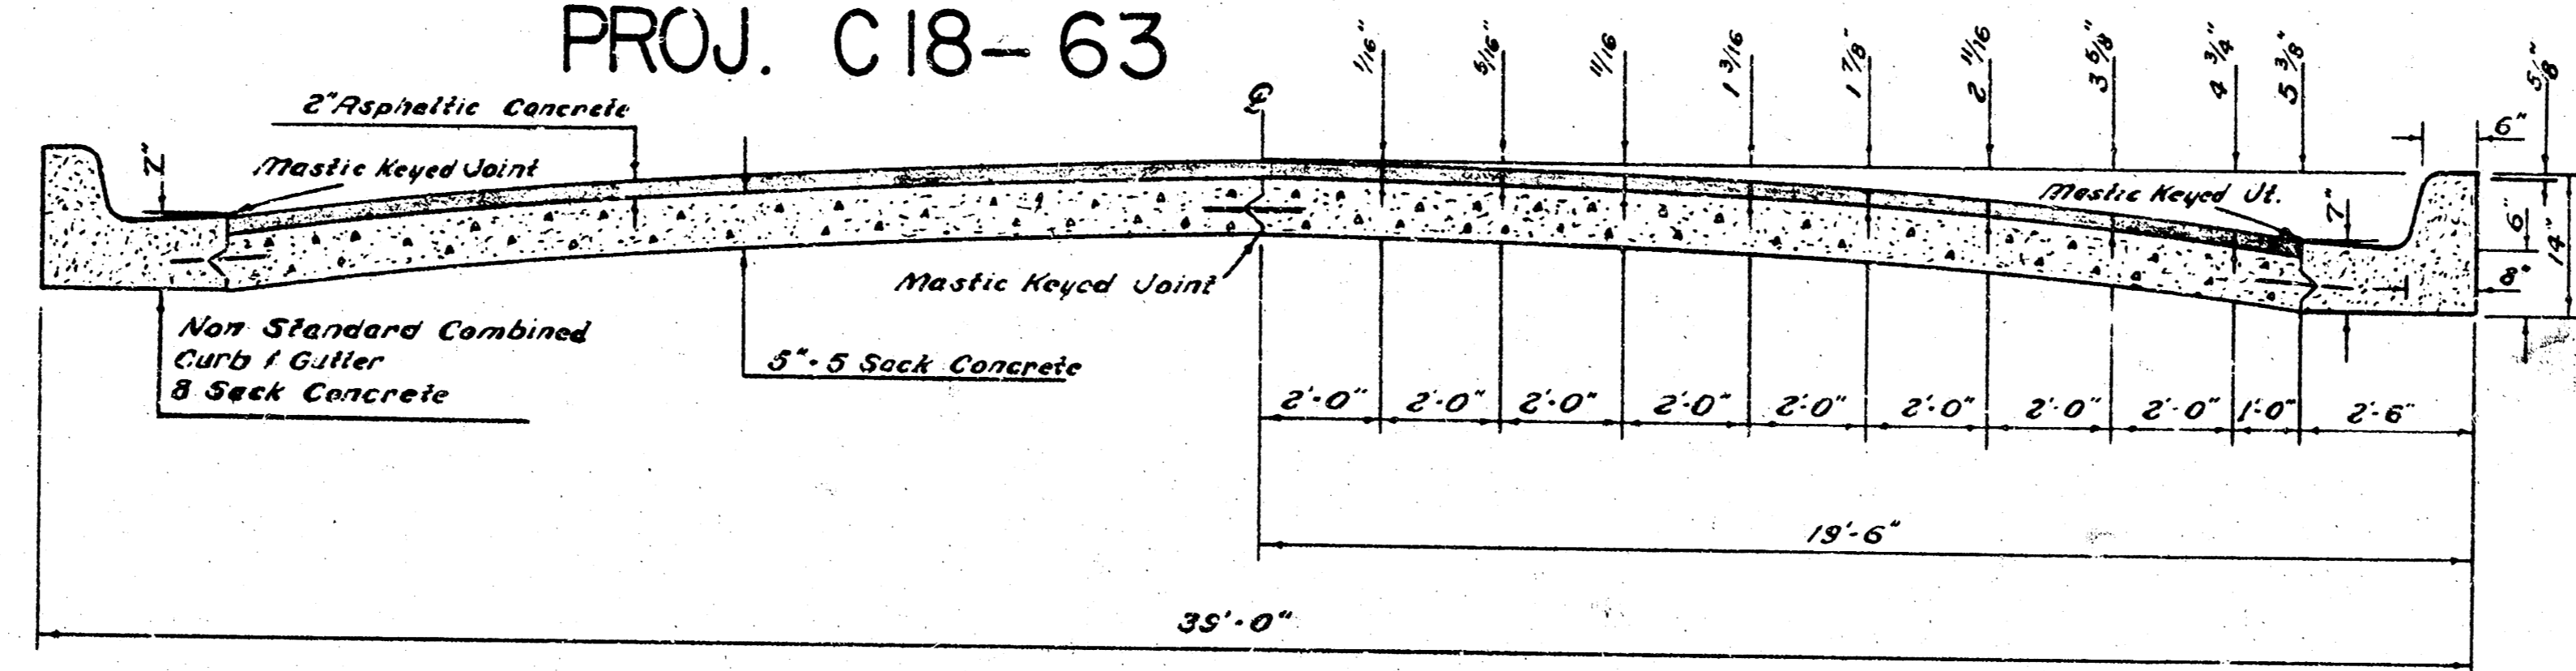 PROJ. C18-63
1/16"
5/16"
11/16
1 3/16
1 7/8"
2 11/16
3 5/8"
4 3/4"
5 3/8"
5/8"
2" Asphaltic Concrete
6"
7"
Mastic Keyed Joint
Mastic Keyed Jt.
7"
6"
14"
8"
Mastic Keyed Joint
Non Standard Combined
Curb & Gutter
8 Sack Concrete
5"-5 Sack Concrete
2'-0" 2'-0" 2'-0" 2'-0" 2'-0" 2'-0" 2'-0" 2'-0" 1'-0" 2'-6"
19'-6"
39'-0"